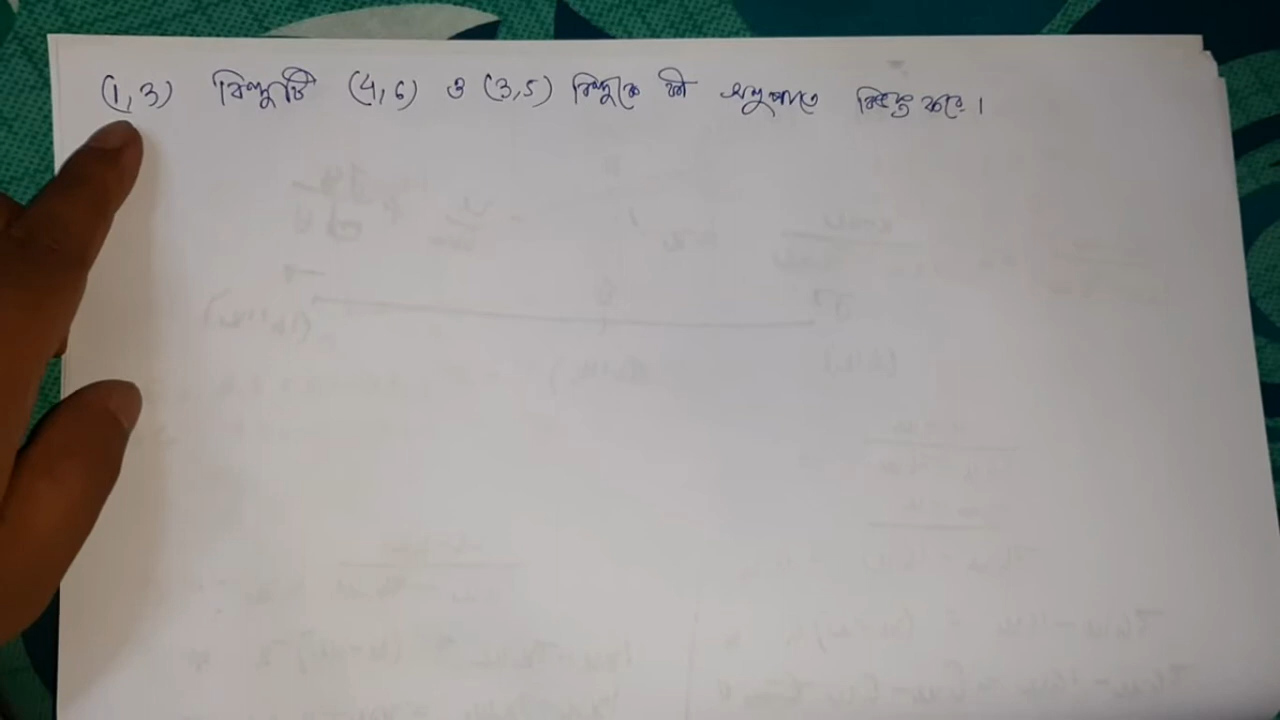 (1,3) বিন্দুটি (4,6) ও (3,5) বিন্দুকে কী অনুপাতে বিভক্ত করে।